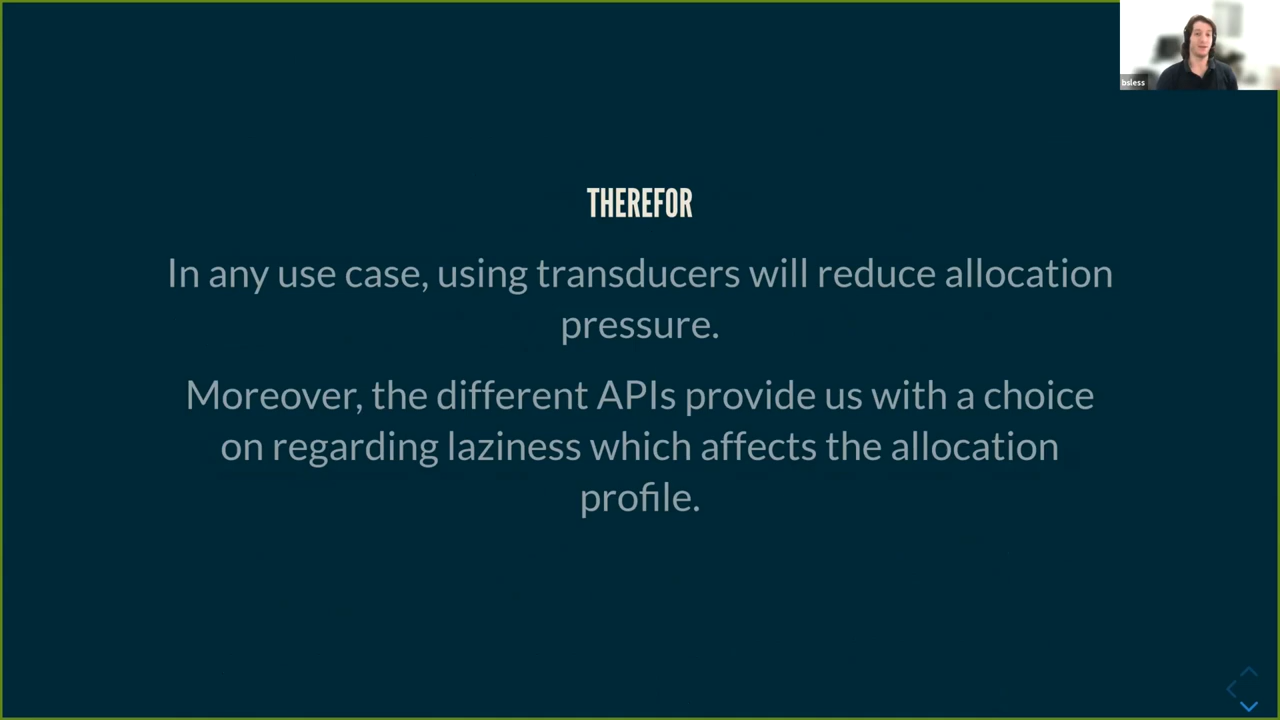 bsless
THEREFOR
In any use case, using transducers will reduce allocation
pressure.
Moreover, the different APIs provide us with a choice
on regarding laziness which affects the allocation
profile.